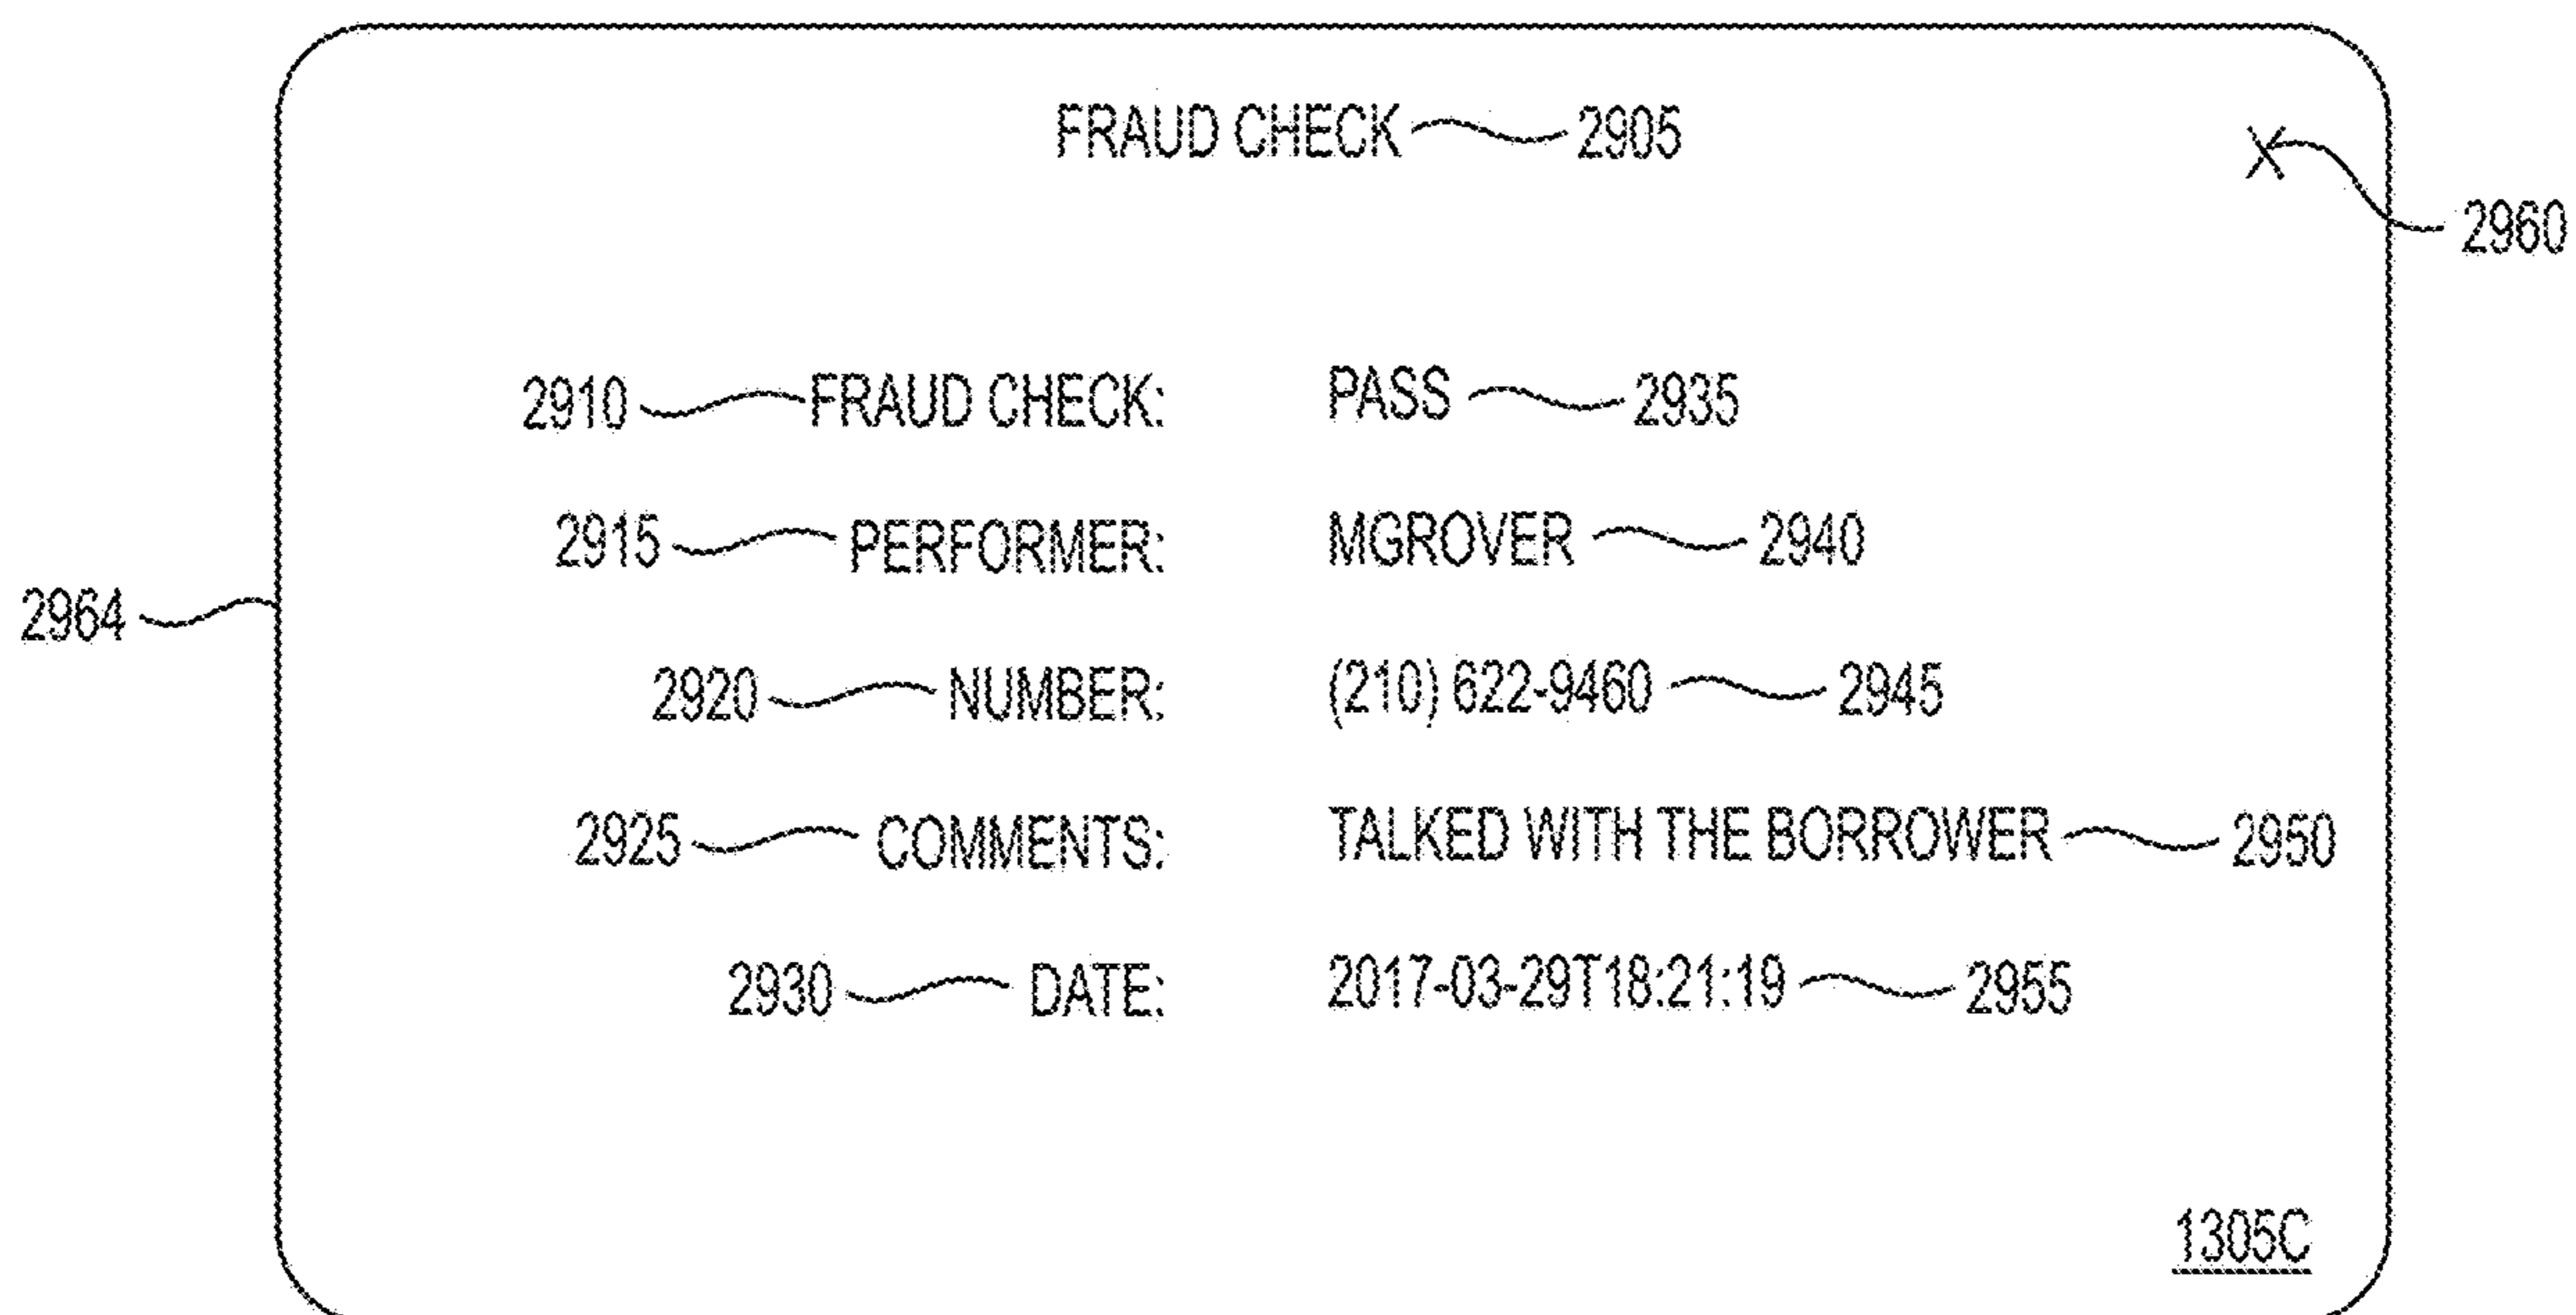 FRAUD CHECK 2905
X
2960
2910 FRAUD CHECK: PASS 2935
2915 PERFORMER: MGROVER 2940
2964
2920 NUMBER: (210) 622-9460 2945
2925 COMMENTS: TALKED WITH THE BORROWER 2950
2930 DATE: 2017-03-29T18:21:19 2955
1305C